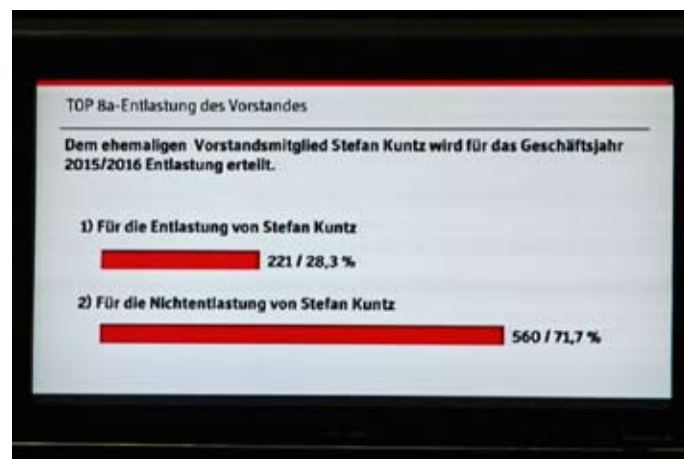 TOP 8a-Entlastung des Vorstandes
Dem ehemaligen Vorstandsmitglied Stefan Kuntz wird für das Geschäftsjahr
2015/2016 Entlastung erteilt.
1) Für die Entlastung von Stefan Kuntz
221 / 28,3 %
2) Für die Nichtentlastung von Stefan Kuntz
560 / 71,7 %